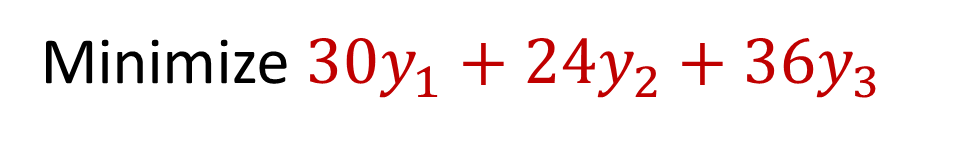 Minimize 30y₁ + 24y₂ + 36y₃